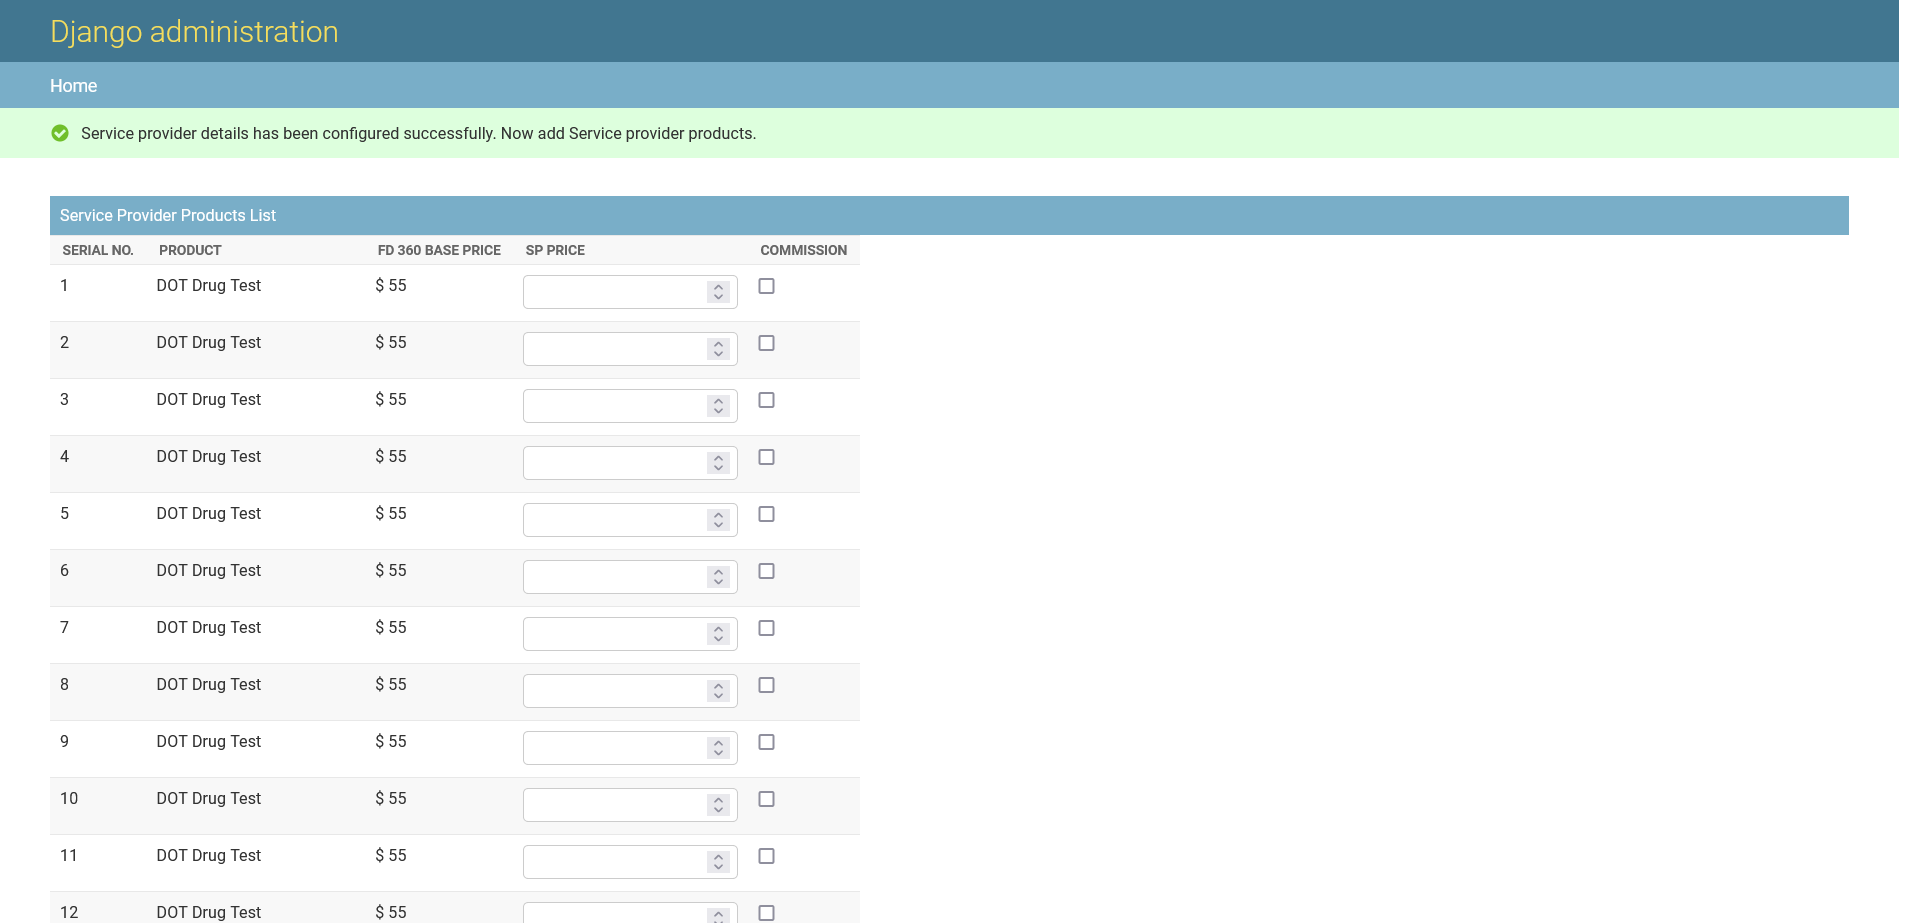 Django administration
Home
Service provider details has been configured successfully. Now add Service provider products.
Service Provider Products List
SERIAL NO. PRODUCT FD 360 BASE PRICE SP PRICE COMMISSION
1 DOT Drug Test $ 55
2 DOT Drug Test $ 55
3 DOT Drug Test $ 55
4 DOT Drug Test $ 55
5 DOT Drug Test $ 55
6 DOT Drug Test $ 55
7 DOT Drug Test $ 55
8 DOT Drug Test $ 55
9 DOT Drug Test $ 55
10 DOT Drug Test $ 55
11 DOT Drug Test $ 55
12 DOT Drug Test $ 55